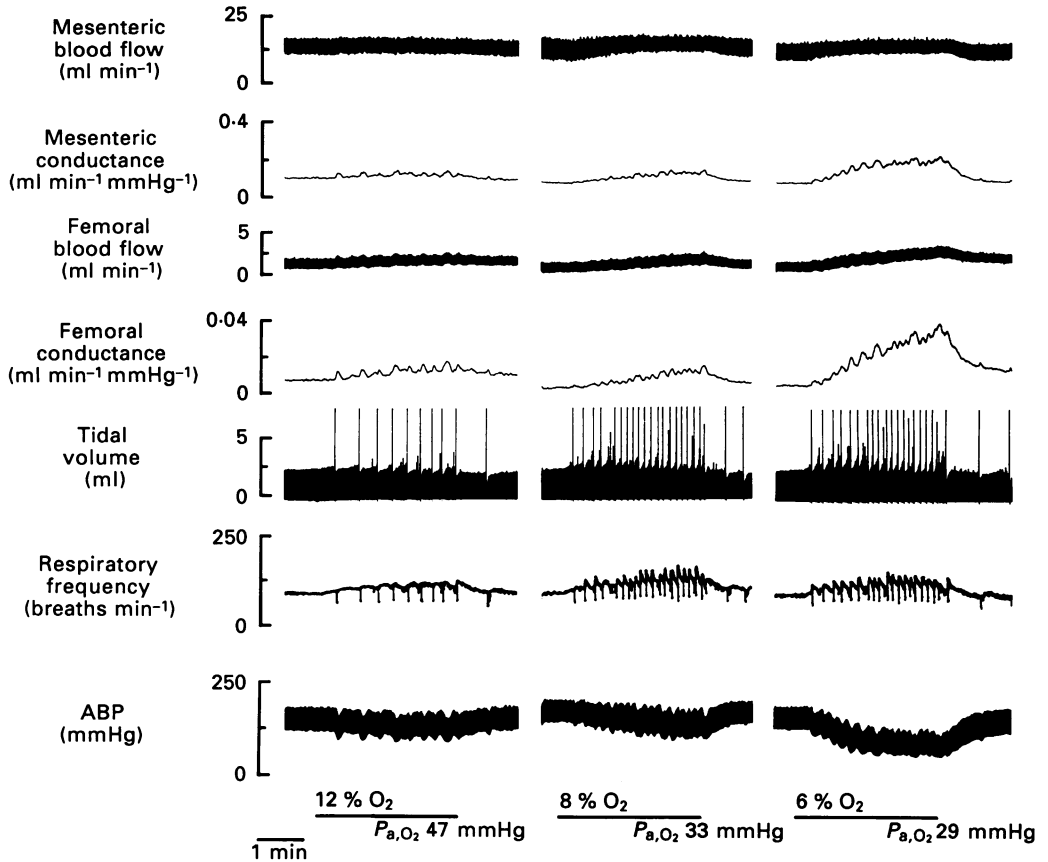 Mesenteric
blood flow
(ml min⁻¹)
25
0
Mesenteric
conductance
(ml min⁻¹ mmHg⁻¹)
0·4
0
Femoral
blood flow
(ml min⁻¹)
5
0
Femoral
conductance
(ml min⁻¹ mmHg⁻¹)
0·04
0
Tidal
volume
(ml)
5
0
Respiratory
frequency
(breaths min⁻¹)
250
0
ABP
(mmHg)
250
0
12 % O₂
Pa,O₂ 47 mmHg
8 % O₂
Pa,O₂ 33 mmHg
6 % O₂
Pa,O₂ 29 mmHg
1 min